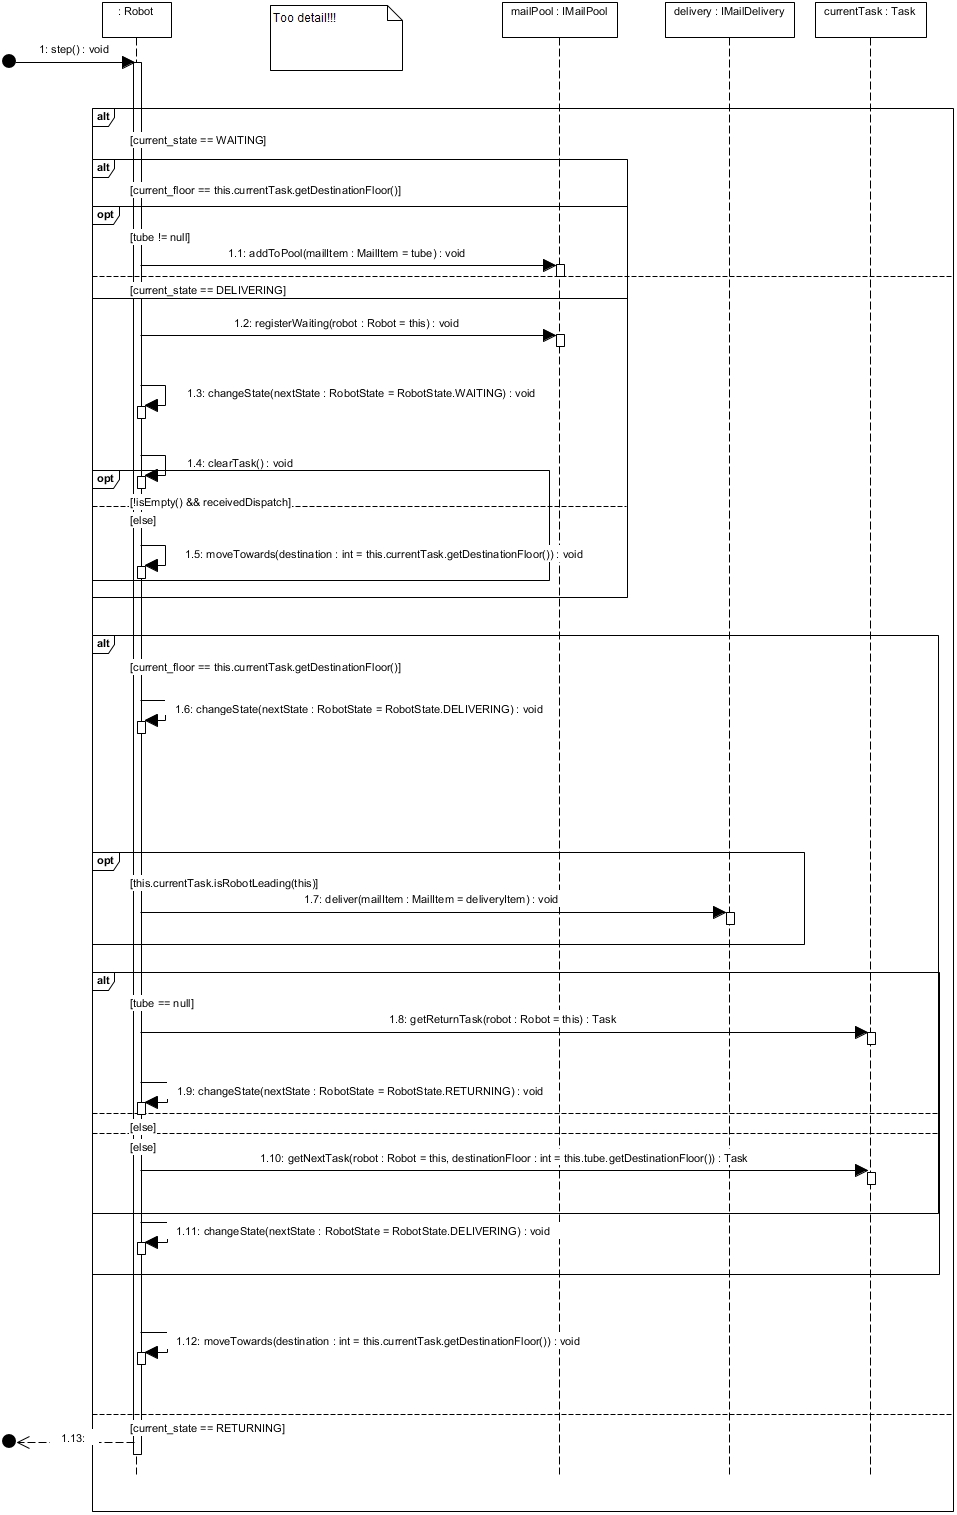 : Robot
Too detail!!!
mailPool : IMailPool
delivery : IMailDelivery
currentTask : Task
1: step() : void
alt
[current_state == WAITING]
alt
[current_floor == this.currentTask.getDestinationFloor()]
opt
[tube != null]
1.1: addToPool(mailItem : MailItem = tube) : void
[current_state == DELIVERING]
1.2: registerWaiting(robot : Robot = this) : void
1.3: changeState(nextState : RobotState = RobotState.WAITING) : void
1.4: clearTask() : void
opt
[!isEmpty() && receivedDispatch]
[else]
1.5: moveTowards(destination : int = this.currentTask.getDestinationFloor()) : void
alt
[current_floor == this.currentTask.getDestinationFloor()]
1.6: changeState(nextState : RobotState = RobotState.DELIVERING) : void
opt
[this.currentTask.isRobotLeading(this)]
1.7: deliver(mailItem : MailItem = deliveryItem) : void
alt
[tube == null]
1.8: getReturnTask(robot : Robot = this) : Task
1.9: changeState(nextState : RobotState = RobotState.RETURNING) : void
[else]
[else]
1.10: getNextTask(robot : Robot = this, destinationFloor : int = this.tube.getDestinationFloor()) : Task
1.11: changeState(nextState : RobotState = RobotState.DELIVERING) : void
1.12: moveTowards(destination : int = this.currentTask.getDestinationFloor()) : void
[current_state == RETURNING]
1.13: